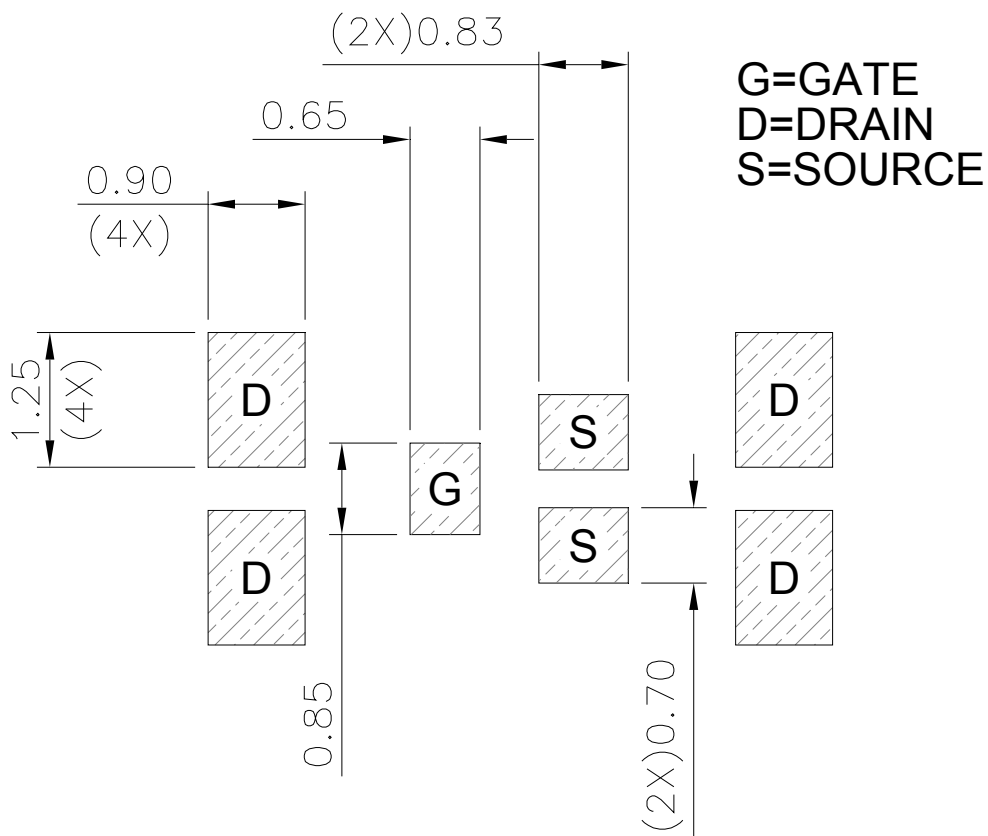 (2X)0.83
G=GATE
D=DRAIN
S=SOURCE
0.65
0.90
(4X)
1.25
(4X)
D
D
S
G
S
D
D
0.85
(2X)0.70